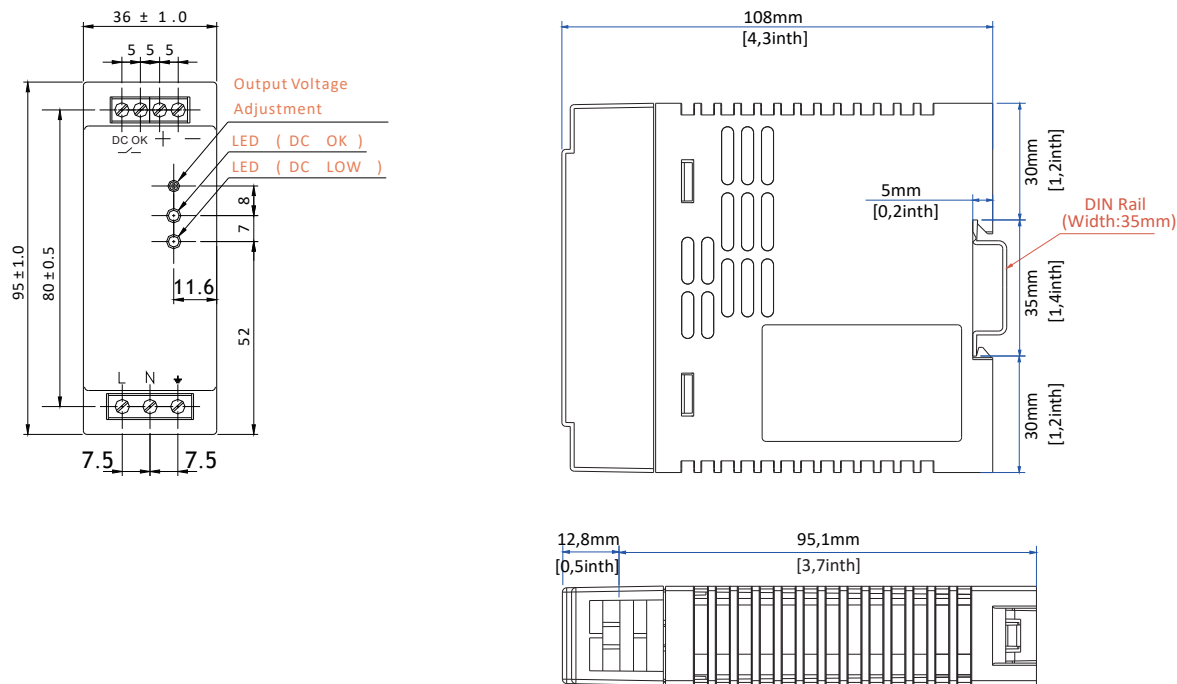 36 ± 1.0
5 5 5
Output Voltage
Adjustment
LED ( DC OK )
LED ( DC LOW )
DC OK + −
8
7
11.6
95±1.0
80±0.5
52
L N
7.5 7.5
108mm
[4,3inth]
30mm
[1,2inth]
5mm
[0,2inth]
DIN Rail
(Width:35mm)
35mm
[1,4inth]
30mm
[1,2inth]
12,8mm
[0,5inth]
95,1mm
[3,7inth]